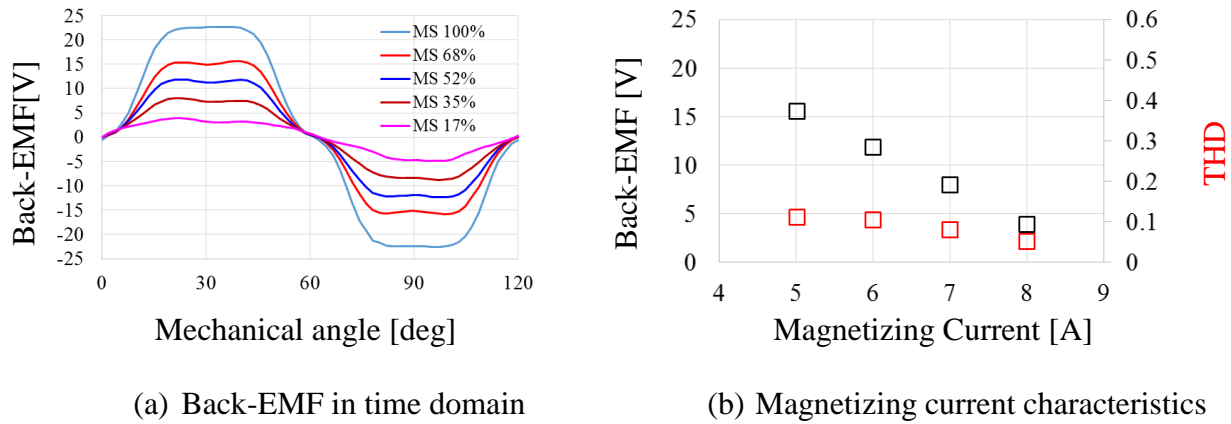 Back-EMF[V]
25
20
15
10
5
0
-5
-10
-15
-20
-25
0 30 60 90 120
MS 100%
MS 68%
MS 52%
MS 35%
MS 17%
Mechanical angle [deg]
(a) Back-EMF in time domain
Back-EMF [V]
25
20
15
10
5
0
4 5 6 7 8 9
0.6
0.5
0.4
0.3
0.2
0.1
0
THD
Magnetizing Current [A]
(b) Magnetizing current characteristics